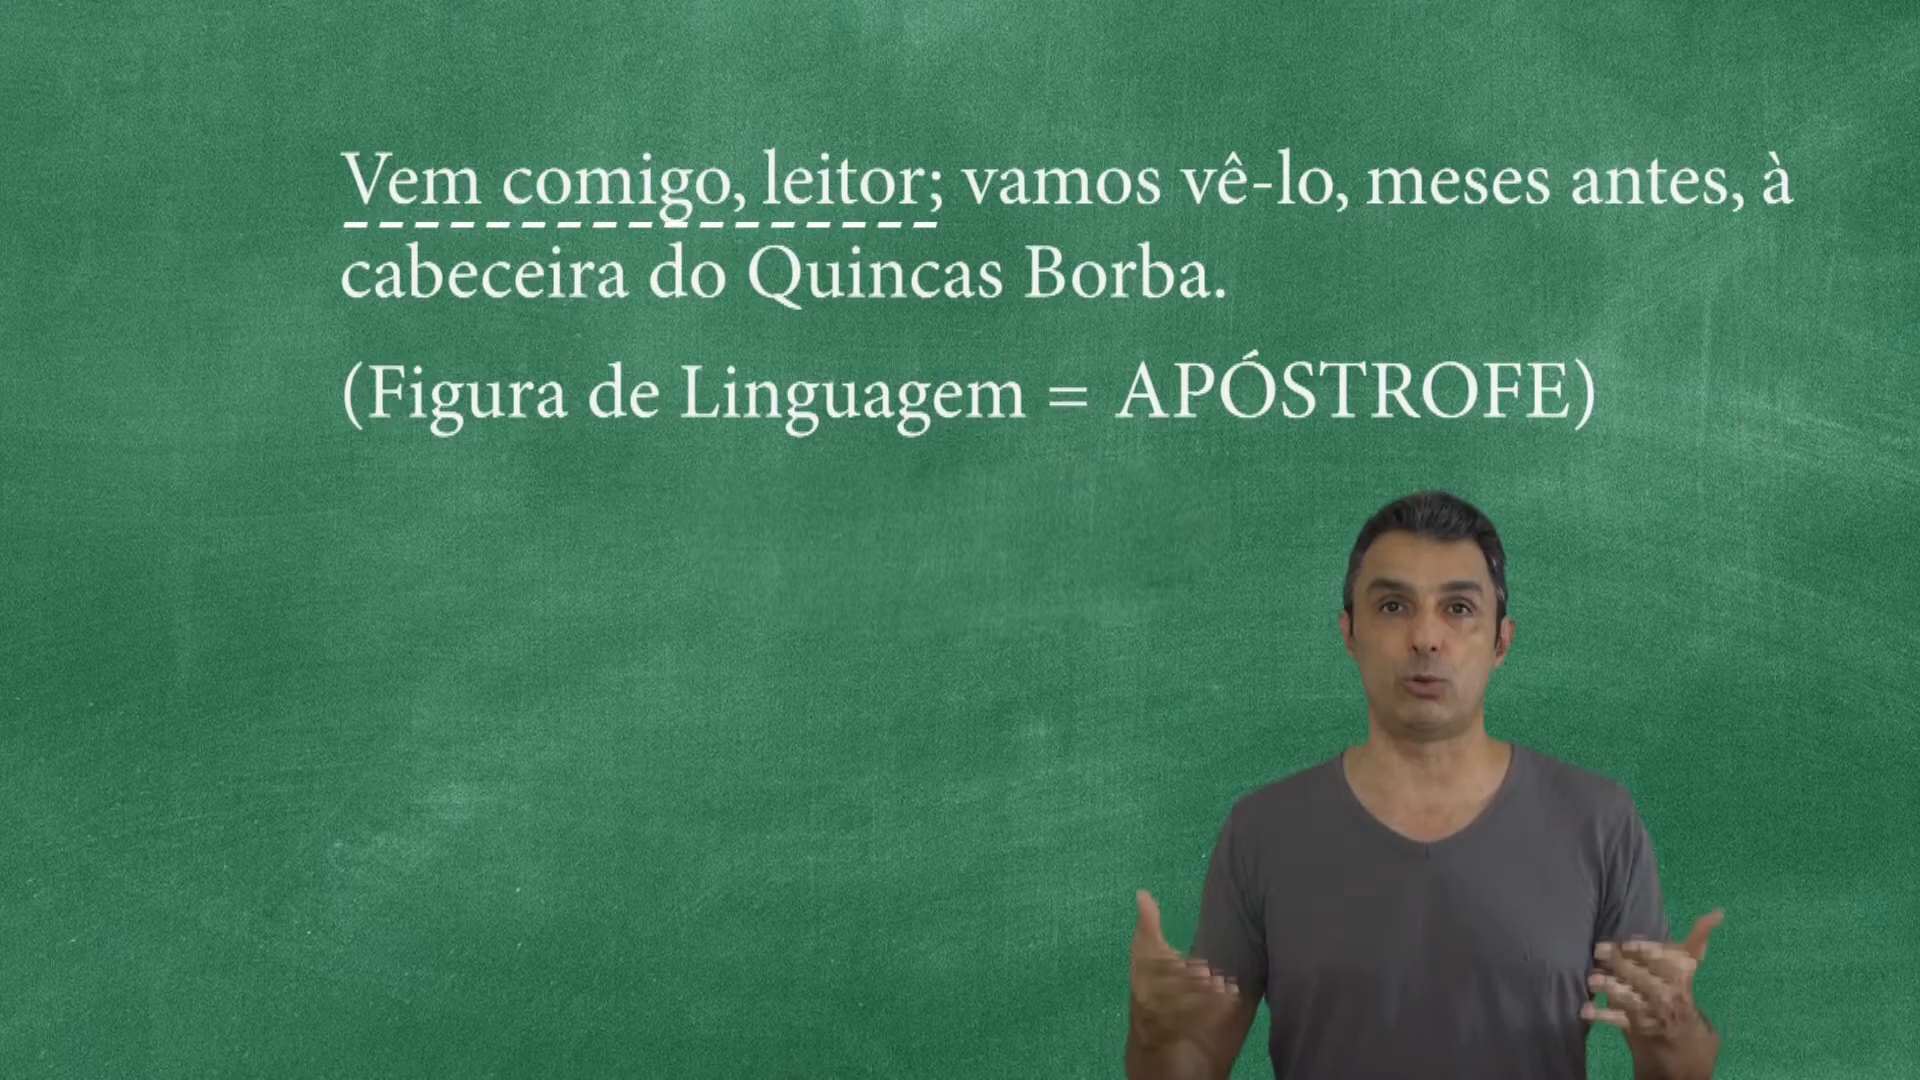 Vem comigo, leitor; vamos vê-lo, meses antes, à
cabeceira do Quincas Borba.
(Figura de Linguagem = APÓSTROFE)